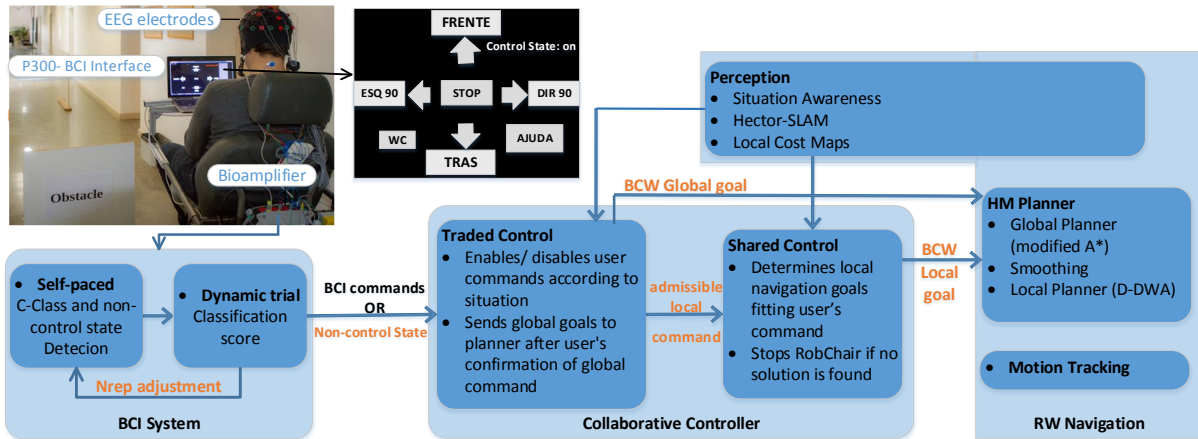 EEG electrodes
P300- BCI Interface
Obstacle
Bioamplifier
FRENTE
Control State: on
ESQ 90
STOP
DIR 90
WC
AJUDA
TRAS
Perception
• Situation Awareness
• Hector-SLAM
• Local Cost Maps
BCW Global goal
• Self-paced
C-Class and non-
control state
Detecion
• Dynamic trial
Classification
score
Nrep adjustment
BCI System
BCI commands
OR
Non-control State
Traded Control
• Enables/ disables user
commands according to
situation
• Sends global goals to
planner after user's
confirmation of global
command
admissible
local
command
Shared Control
• Determines local
navigation goals
fitting user's
command
• Stops RobChair if no
solution is found
Collaborative Controller
BCW
Local
goal
HM Planner
• Global Planner
(modified A*)
• Smoothing
• Local Planner (D-DWA)
• Motion Tracking
RW Navigation